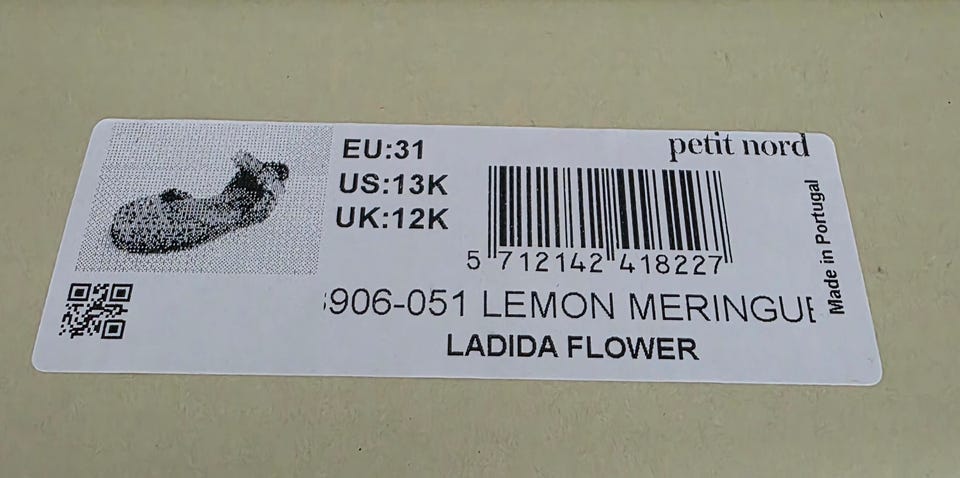 EU:31
US:13K
UK:12K
petit nord
5 712142 418227
Made in Portugal
906-051 LEMON MERINGUE
LADIDA FLOWER